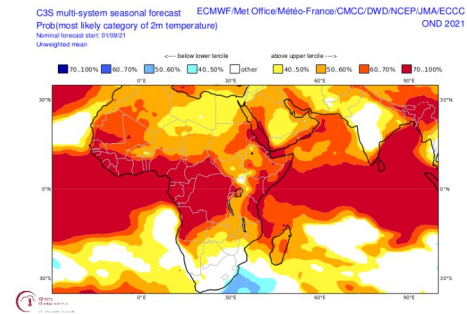 C3S multi-system seasonal forecast ECMWF/Met Office/Météo-France/CMCC/DWD/NCEP/JMA/ECCC
Prob(most likely category of 2m temperature) OND 2021
Nominal forecast start: 01/09/21
Unweighted mean
<---- below lower tercile above upper tercile ---->
70..100% 60..70% 50..60% 40..50% other 40..50% 50..60% 60..70% 70..100%
0°E 30°E 60°E 90°E
30°N 30°N
0°N 0°N
30°S 30°S
0°E 30°E 60°E 90°E